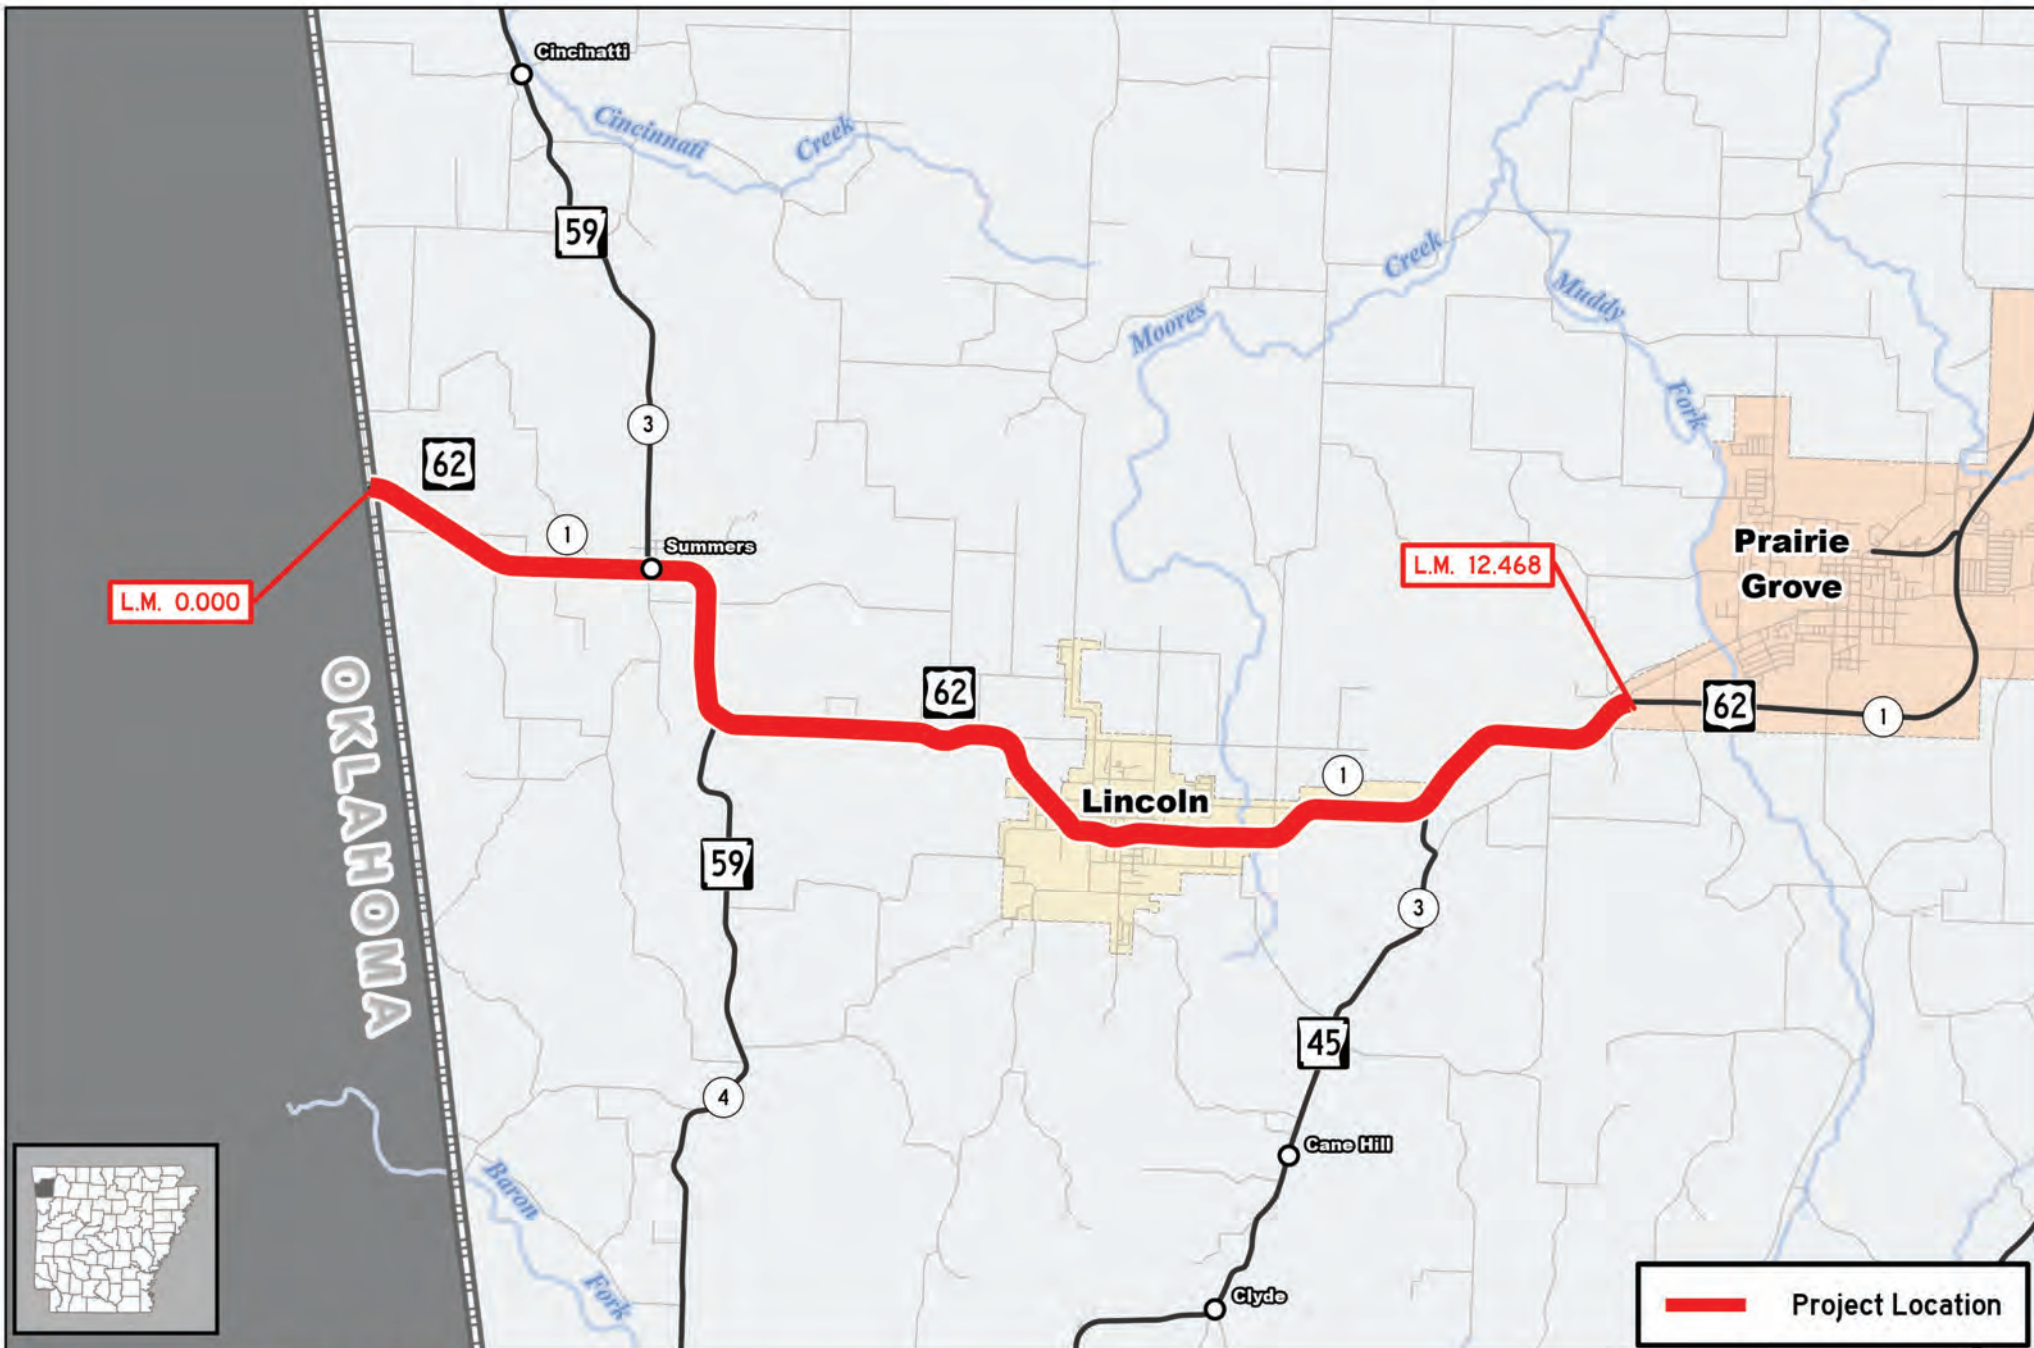 Cincinatti
Cincinnati
Creek
59
Creek
Muddy
Moores
Fork
3
62
1
Summers
Prairie
Grove
L.M. 12.468
L.M. 0.000
OKLAHOMA
62
62
1
1
Lincoln
59
3
45
4
Cane Hill
Baron
Fork
Clyde
Project Location